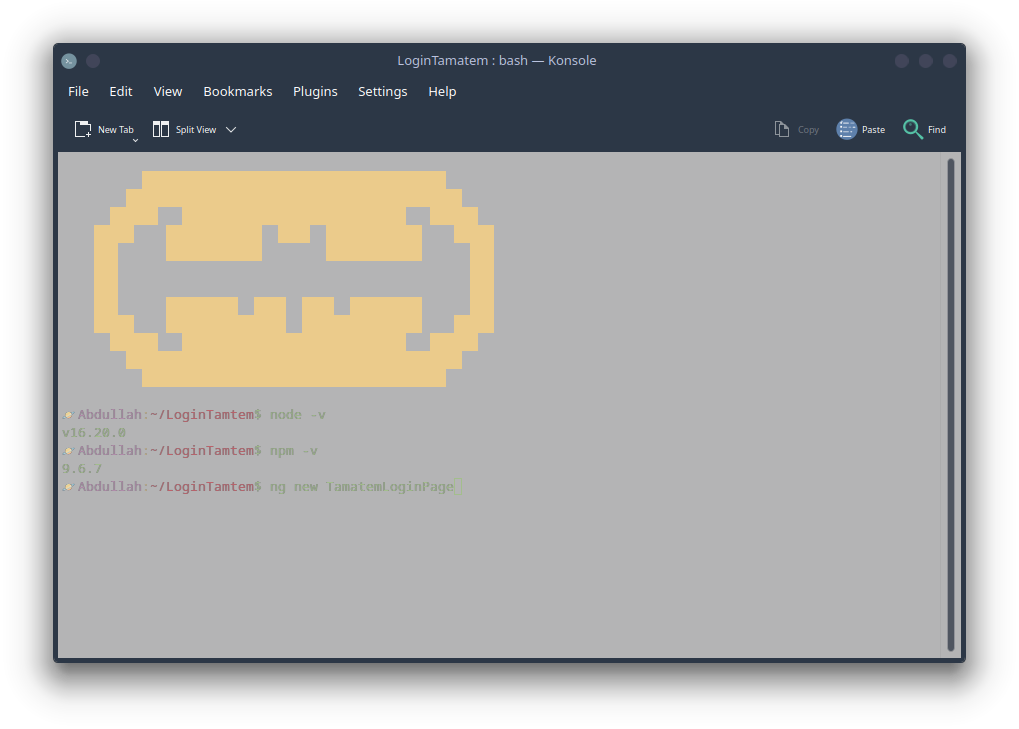 LoginTamatem : bash — Konsole
File Edit View Bookmarks Plugins Settings Help
New Tab Split View Copy Paste Find
Abdullah:~/LoginTamtem$ node -v
v16.20.0
Abdullah:~/LoginTamtem$ npm -v
9.6.7
Abdullah:~/LoginTamtem$ ng new TamatemLoginPage